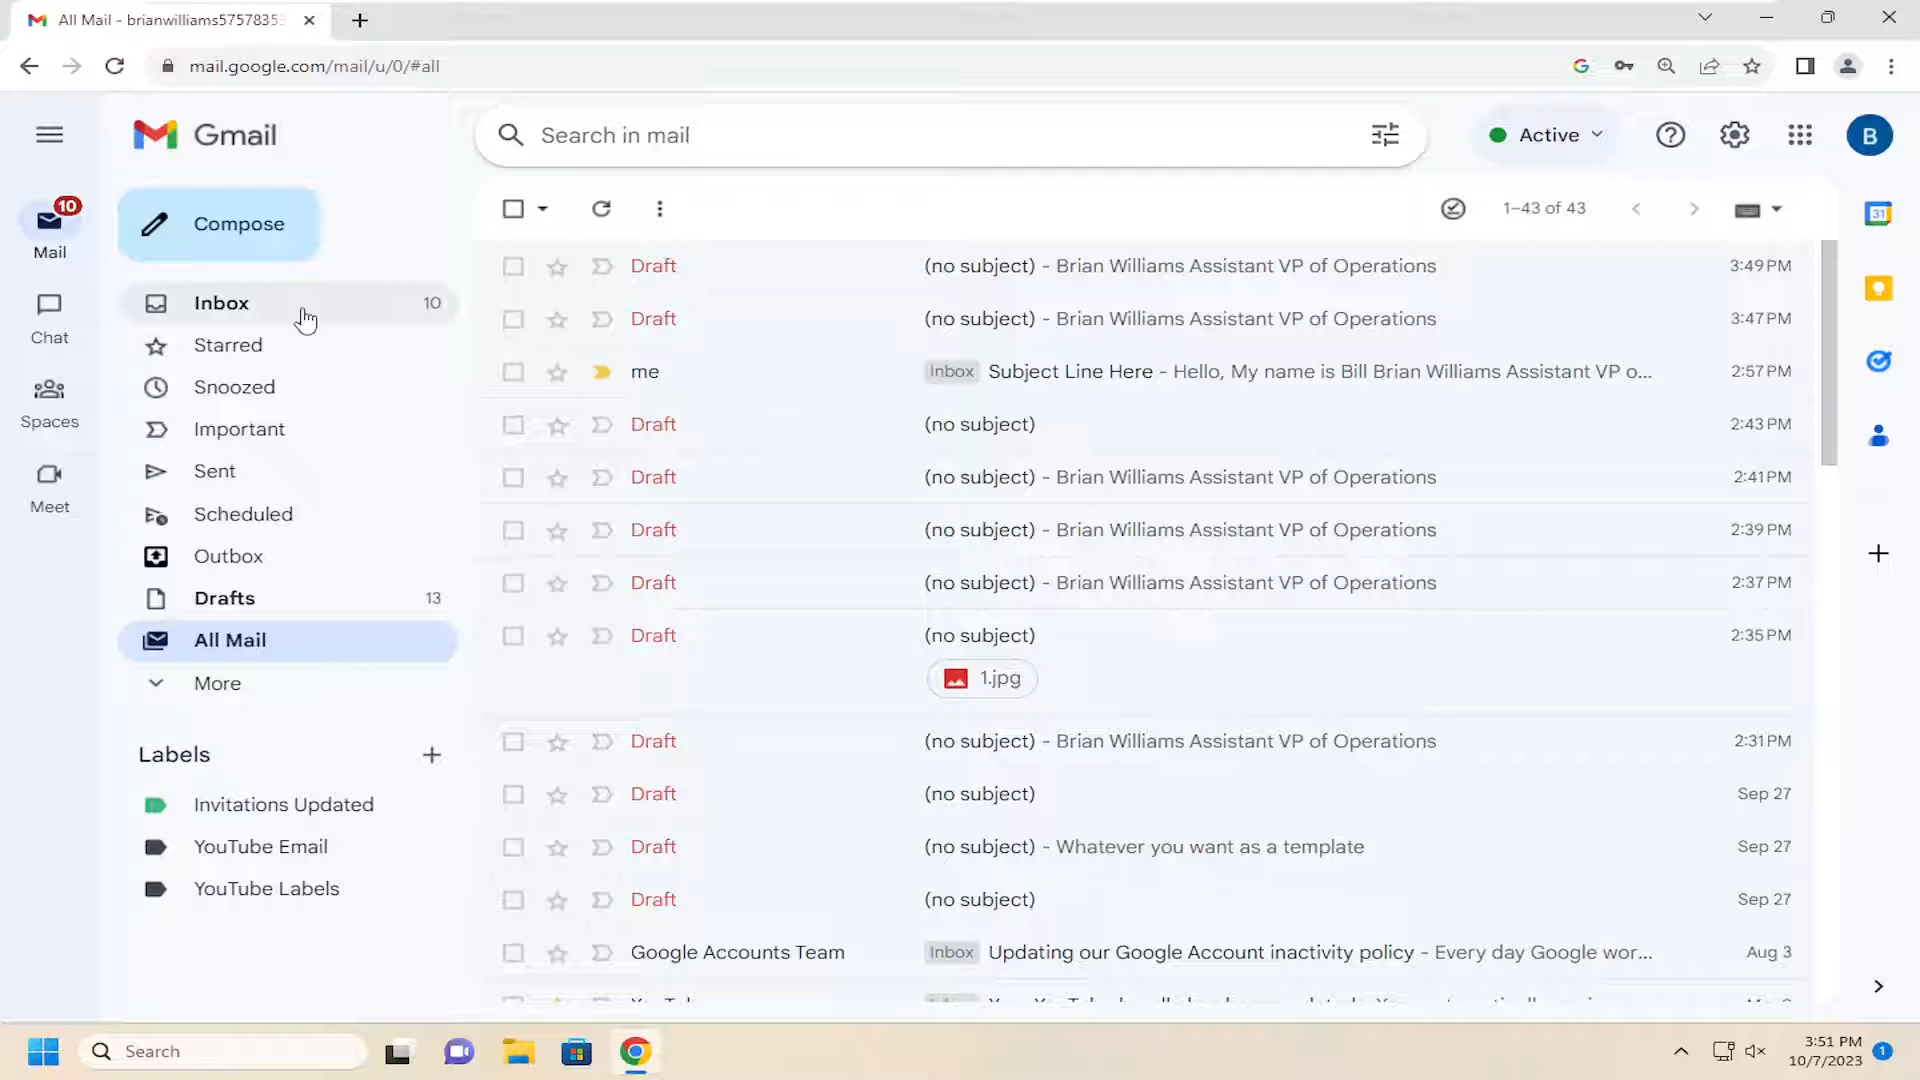 All Mail - brianwilliams5757835
mail.google.com/mail/u/0/#all
Gmail
Search in mail
Active
B
10
Mail
Chat
Spaces
Meet
Compose
Inbox 10
Starred
Snoozed
Important
Sent
Scheduled
Outbox
Drafts 13
All Mail
More
Labels
Invitations Updated
YouTube Email
YouTube Labels
1–43 of 43
Draft (no subject) - Brian Williams Assistant VP of Operations 3:49 PM
Draft (no subject) - Brian Williams Assistant VP of Operations 3:47 PM
me Inbox Subject Line Here - Hello, My name is Bill Brian Williams Assistant VP o... 2:57 PM
Draft (no subject) 2:43 PM
Draft (no subject) - Brian Williams Assistant VP of Operations 2:41 PM
Draft (no subject) - Brian Williams Assistant VP of Operations 2:39 PM
Draft (no subject) - Brian Williams Assistant VP of Operations 2:37 PM
Draft (no subject) 2:35 PM
1.jpg
Draft (no subject) - Brian Williams Assistant VP of Operations 2:31 PM
Draft (no subject) Sep 27
Draft (no subject) - Whatever you want as a template Sep 27
Draft (no subject) Sep 27
Google Accounts Team Inbox Updating our Google Account inactivity policy - Every day Google wor... Aug 3
31
Search
3:51 PM
10/7/2023
1